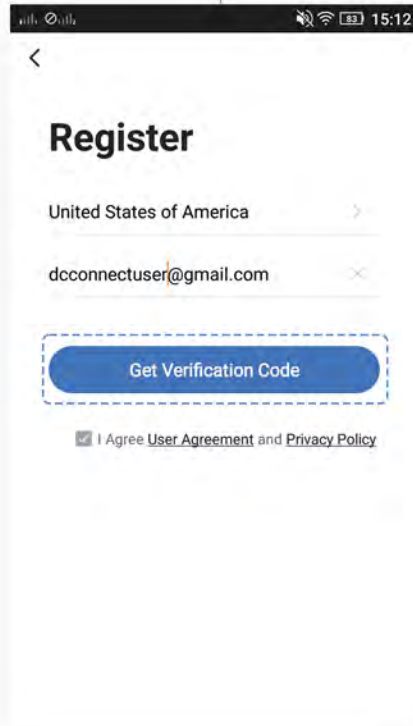 83 15:12
Register
United States of America
dcconnectuser@gmail.com
Get Verification Code
I Agree User Agreement and Privacy Policy